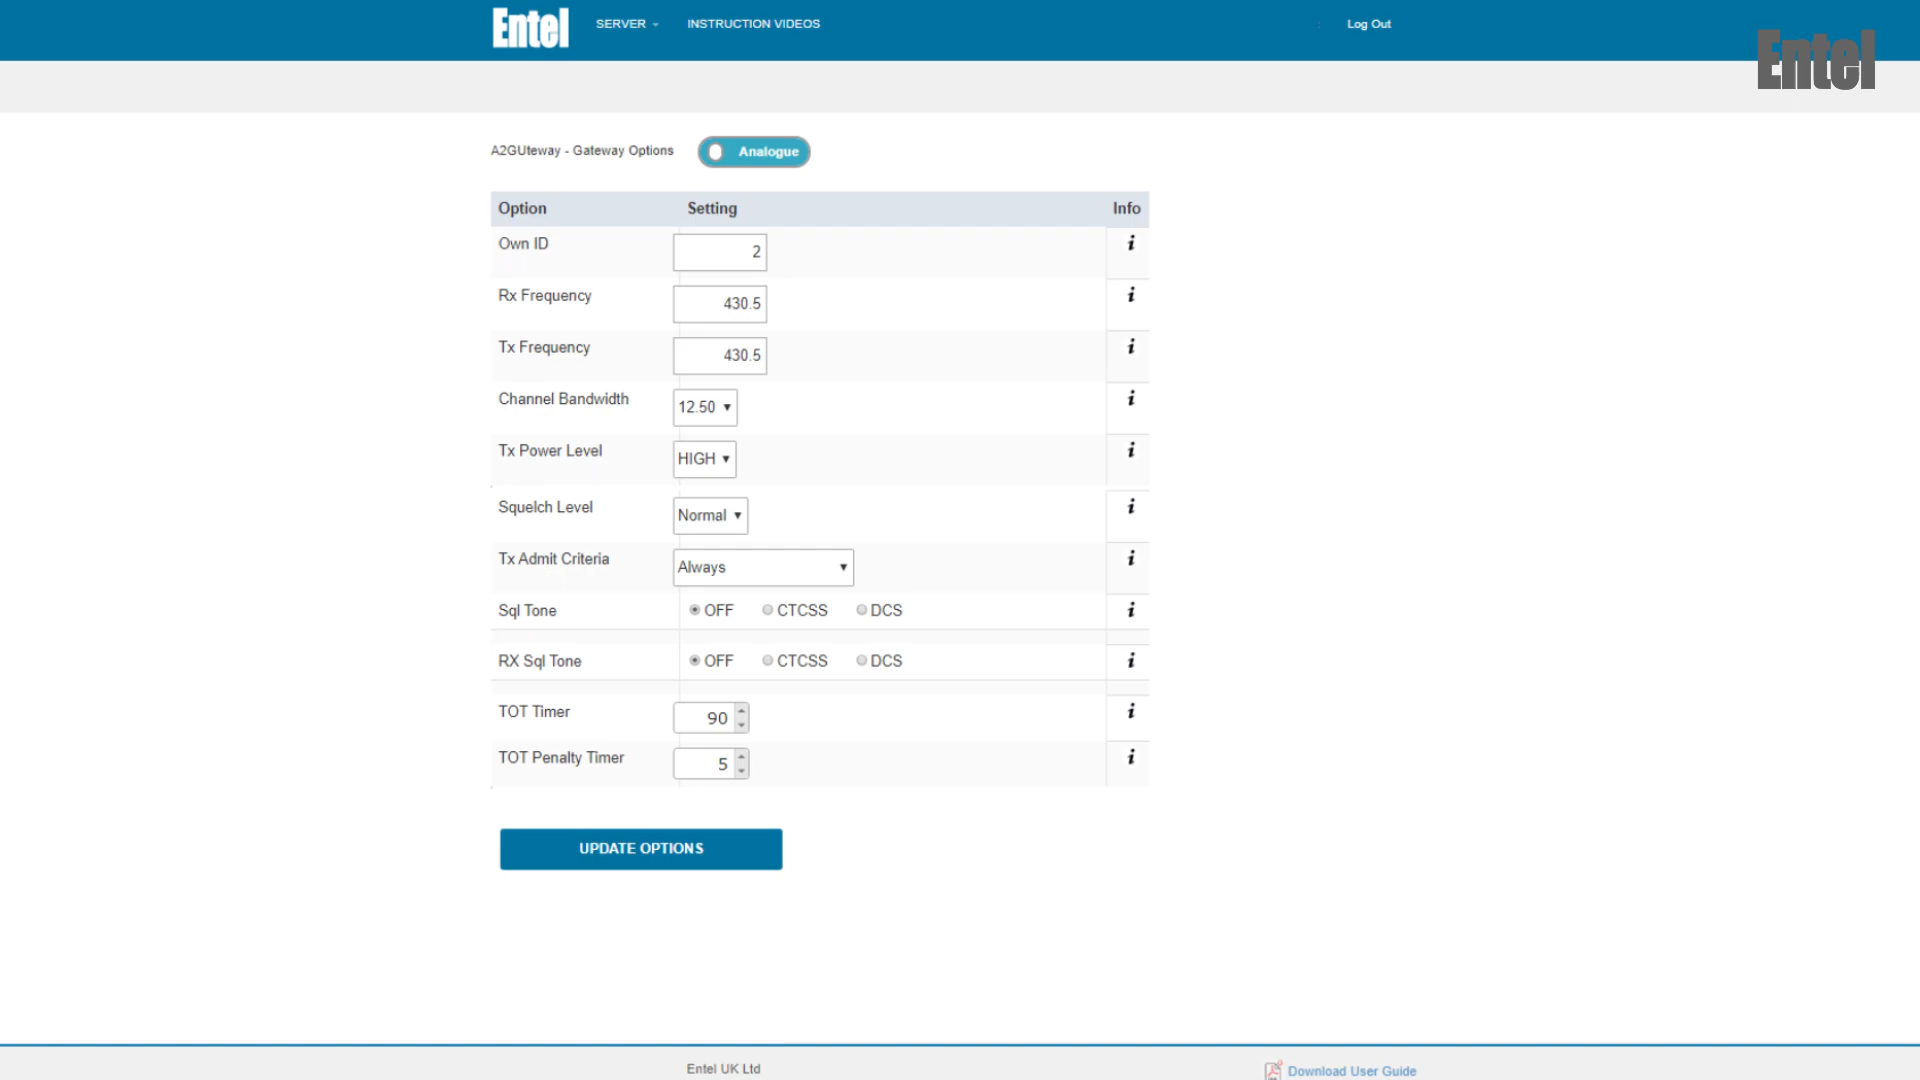 Entel SERVER INSTRUCTION VIDEOS Log Out
Entel
A2GUteway - Gateway Options Analogue
Option Setting Info
Own ID 2 i
Rx Frequency 430.5 i
Tx Frequency 430.5 i
Channel Bandwidth 12.50 i
Tx Power Level HIGH i
Squelch Level Normal i
Tx Admit Criteria Always i
Sql Tone OFF CTCSS DCS i
RX Sql Tone OFF CTCSS DCS i
TOT Timer 90 i
TOT Penalty Timer 5 i
UPDATE OPTIONS
Entel UK Ltd Download User Guide